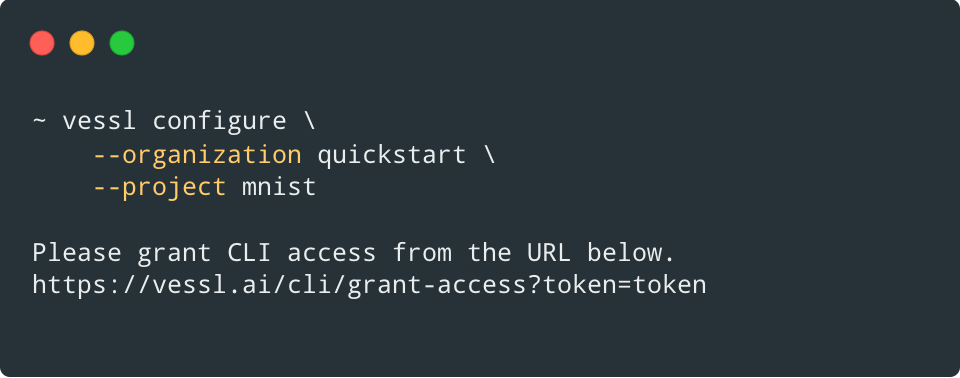 ~ vessl configure \
--organization quickstart \
--project mnist
Please grant CLI access from the URL below.
https://vessl.ai/cli/grant-access?token=token